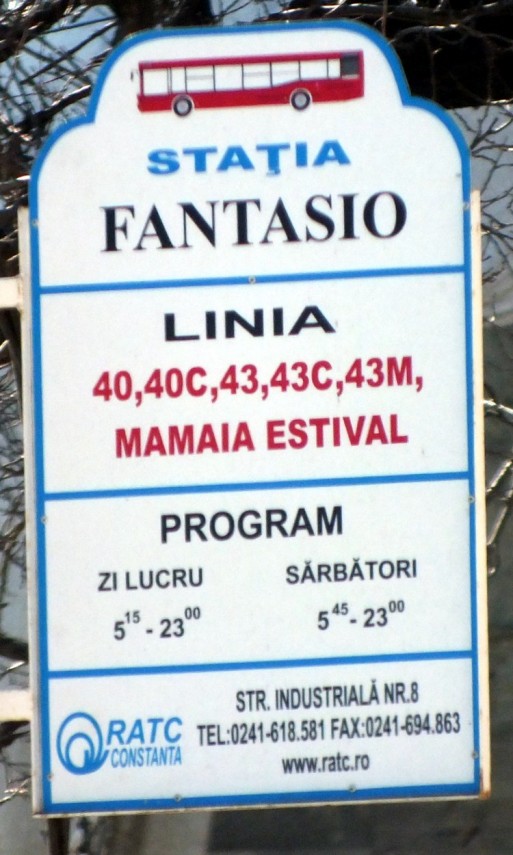 STAŢIA
FANTASIO
LINIA
40,40C,43,43C,43M,
MAMAIA ESTIVAL
PROGRAM
ZI LUCRU SĂRBĂTORI
5¹⁵ - 23⁰⁰ 5⁴⁵ - 23⁰⁰
STR. INDUSTRIALĂ NR.8
RATC TEL:0241-618.581 FAX:0241-694.863
CONSTANTA www.ratc.ro